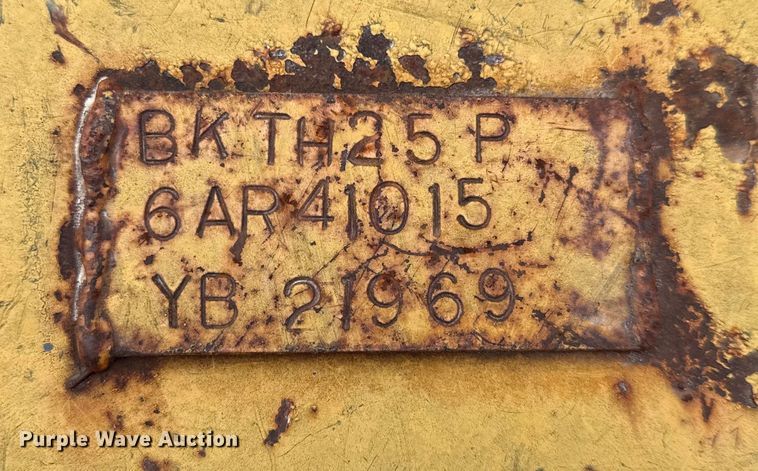 BKTH25P
6AR41015
YB 21969
Purple Wave Auction